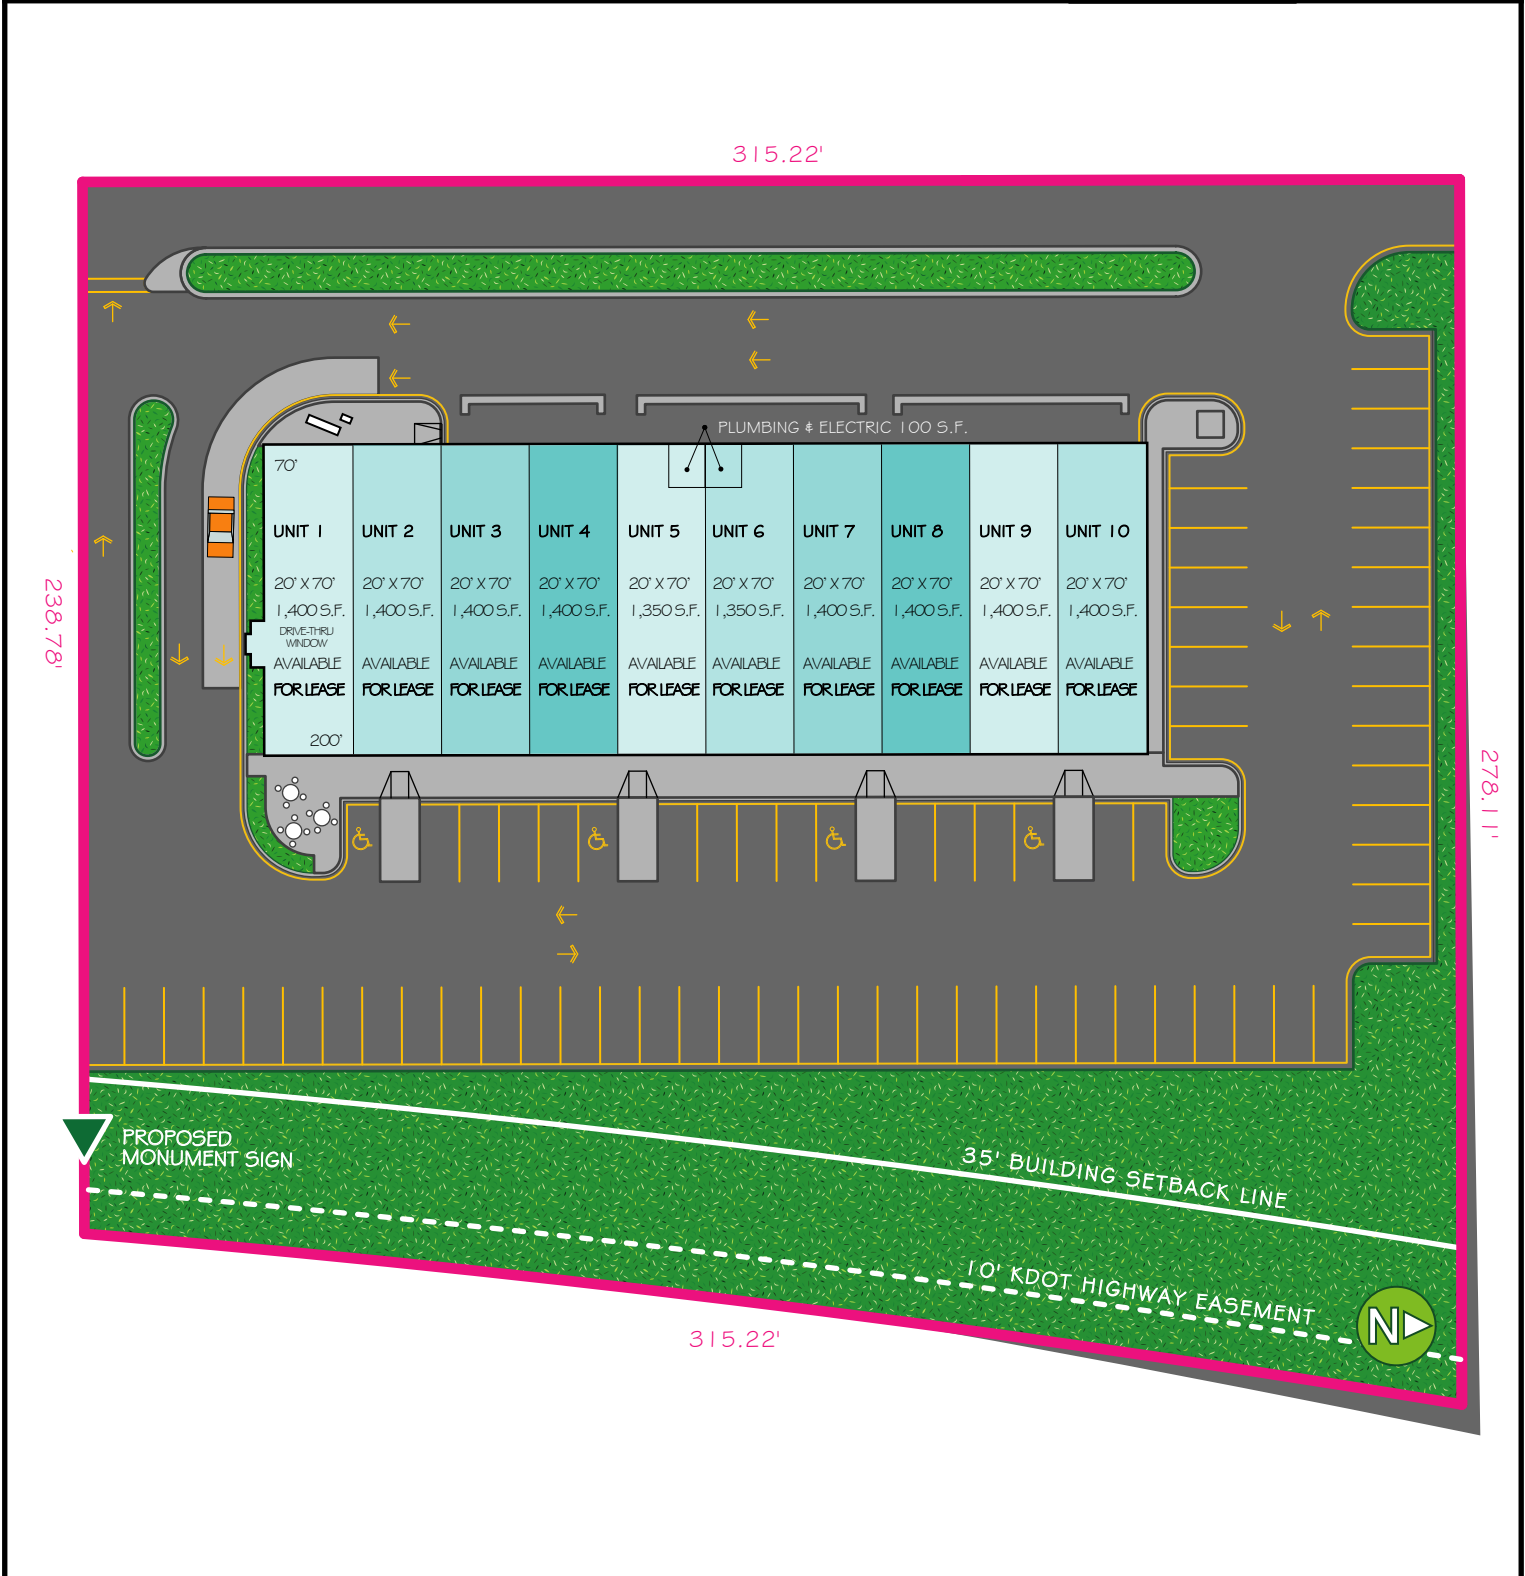 315.22'
PLUMBING & ELECTRIC 100 S.F.
70'
UNIT 1
UNIT 2
UNIT 3
UNIT 4
UNIT 5
UNIT 6
UNIT 7
UNIT 8
UNIT 9
UNIT 10
20' X 70'
20' X 70'
20' X 70'
20' X 70'
20' X 70'
20' X 70'
20' X 70'
20' X 70'
20' X 70'
20' X 70'
1,400 S.F.
1,400 S.F.
1,400 S.F.
1,400 S.F.
1,350 S.F.
1,350 S.F.
1,400 S.F.
1,400 S.F.
1,400 S.F.
1,400 S.F.
DRIVE-THRU
WINDOW
AVAILABLE
AVAILABLE
AVAILABLE
AVAILABLE
AVAILABLE
AVAILABLE
AVAILABLE
AVAILABLE
AVAILABLE
AVAILABLE
FOR LEASE
FOR LEASE
FOR LEASE
FOR LEASE
FOR LEASE
FOR LEASE
FOR LEASE
FOR LEASE
FOR LEASE
FOR LEASE
200'
238.78'
278.11'
PROPOSED
MONUMENT SIGN
35' BUILDING SETBACK LINE
10' KDOT HIGHWAY EASEMENT
N
315.22'